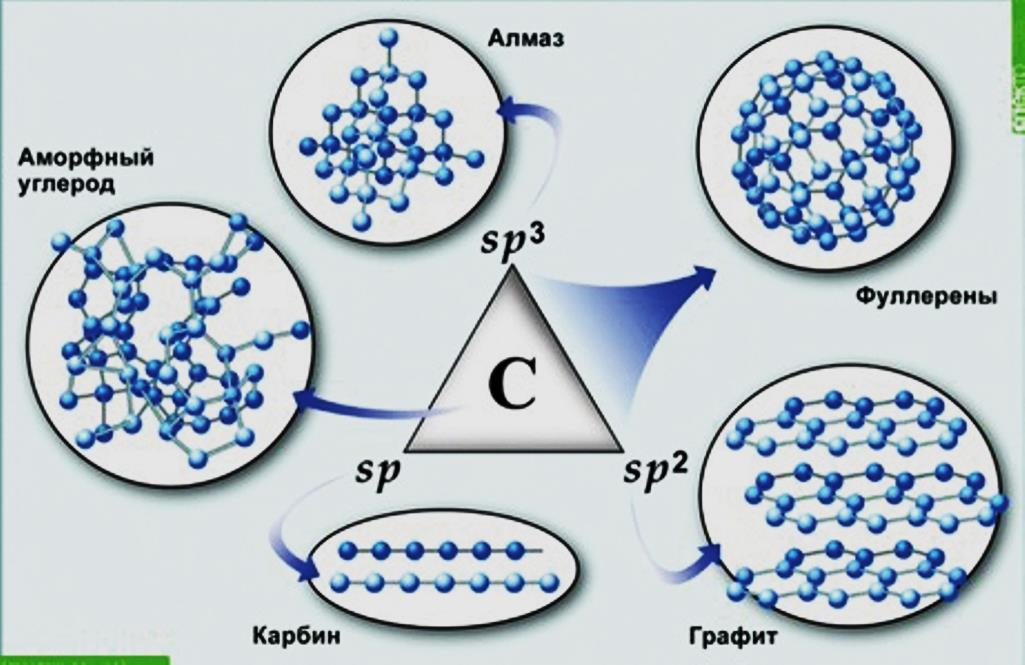 Алмаз
Аморфный
углерод
sp³
Фуллерены
C
sp
sp²
Карбин
Графит